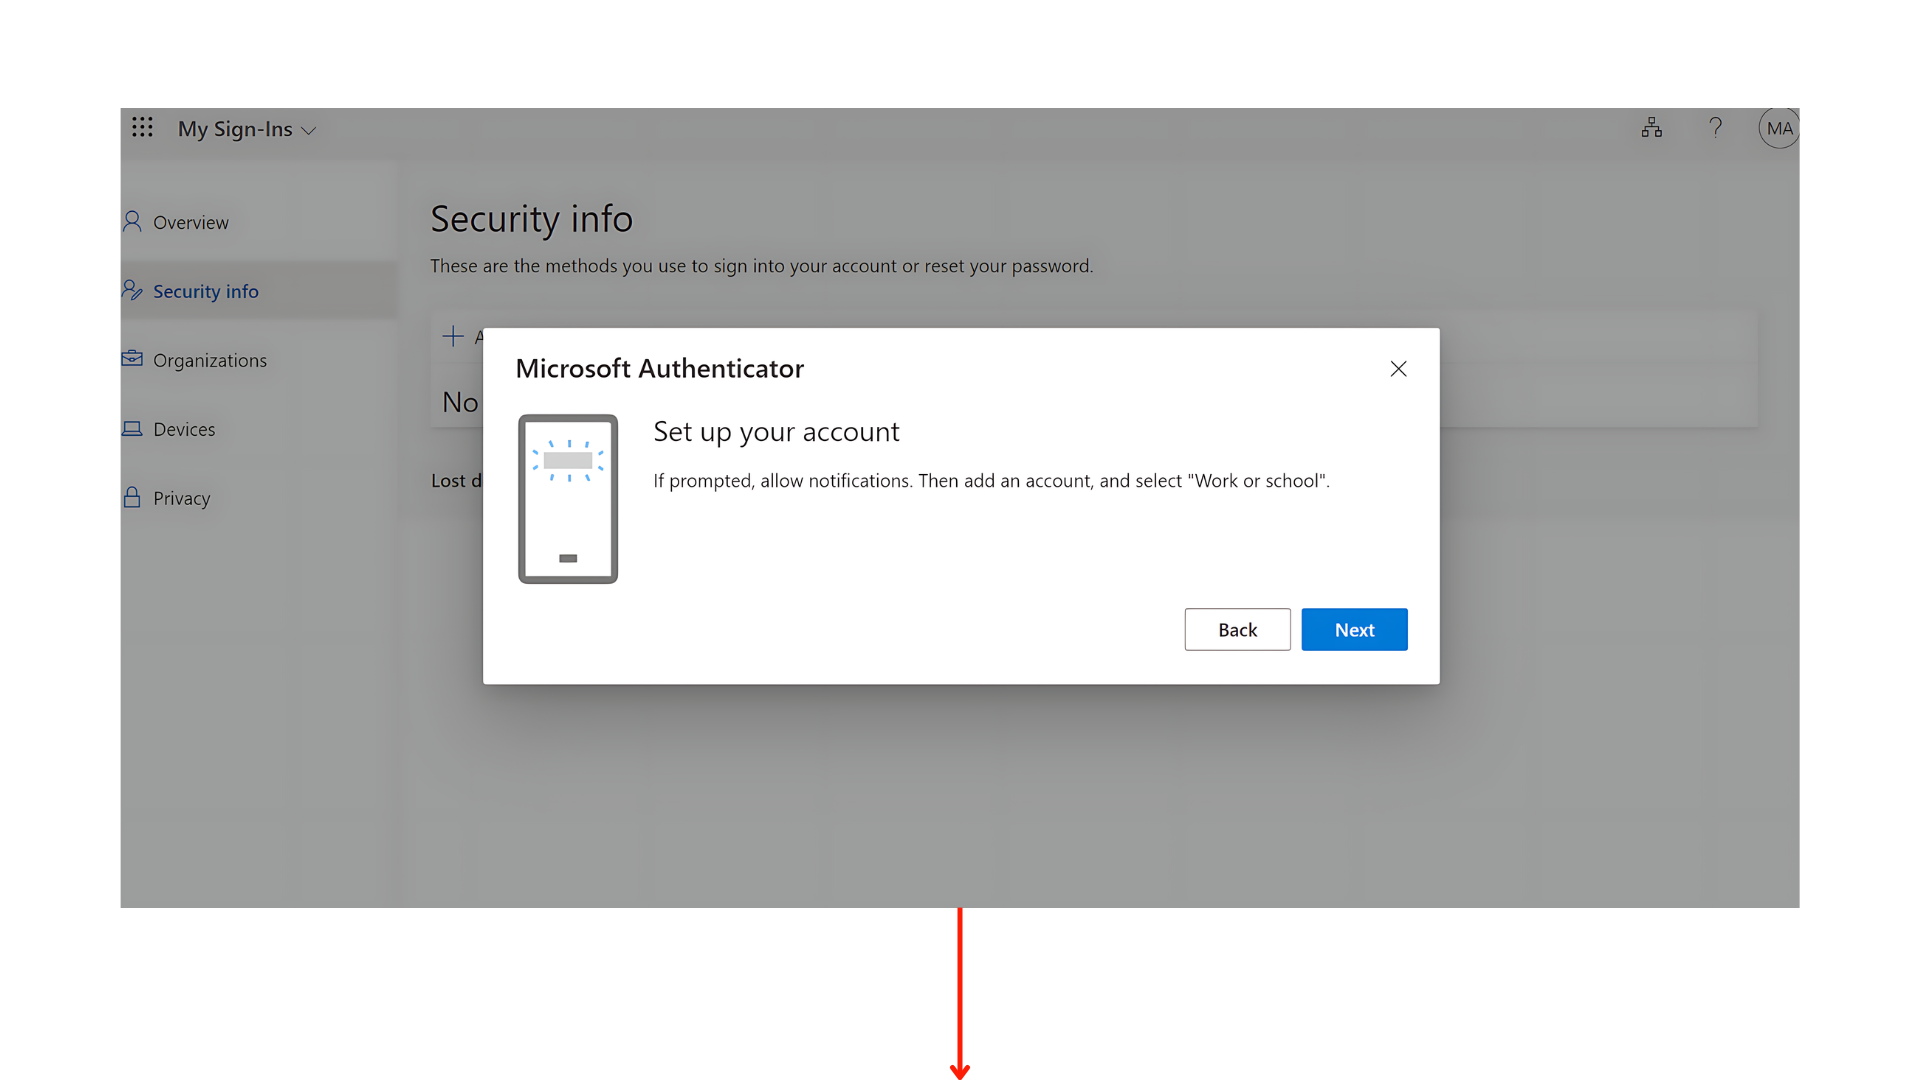 My Sign-Ins
MA
Overview
Security info
Organizations
Devices
Privacy
Security info
These are the methods you use to sign into your account or reset your password.
No
Lost d
Microsoft Authenticator
Set up your account
If prompted, allow notifications. Then add an account, and select "Work or school".
Back
Next